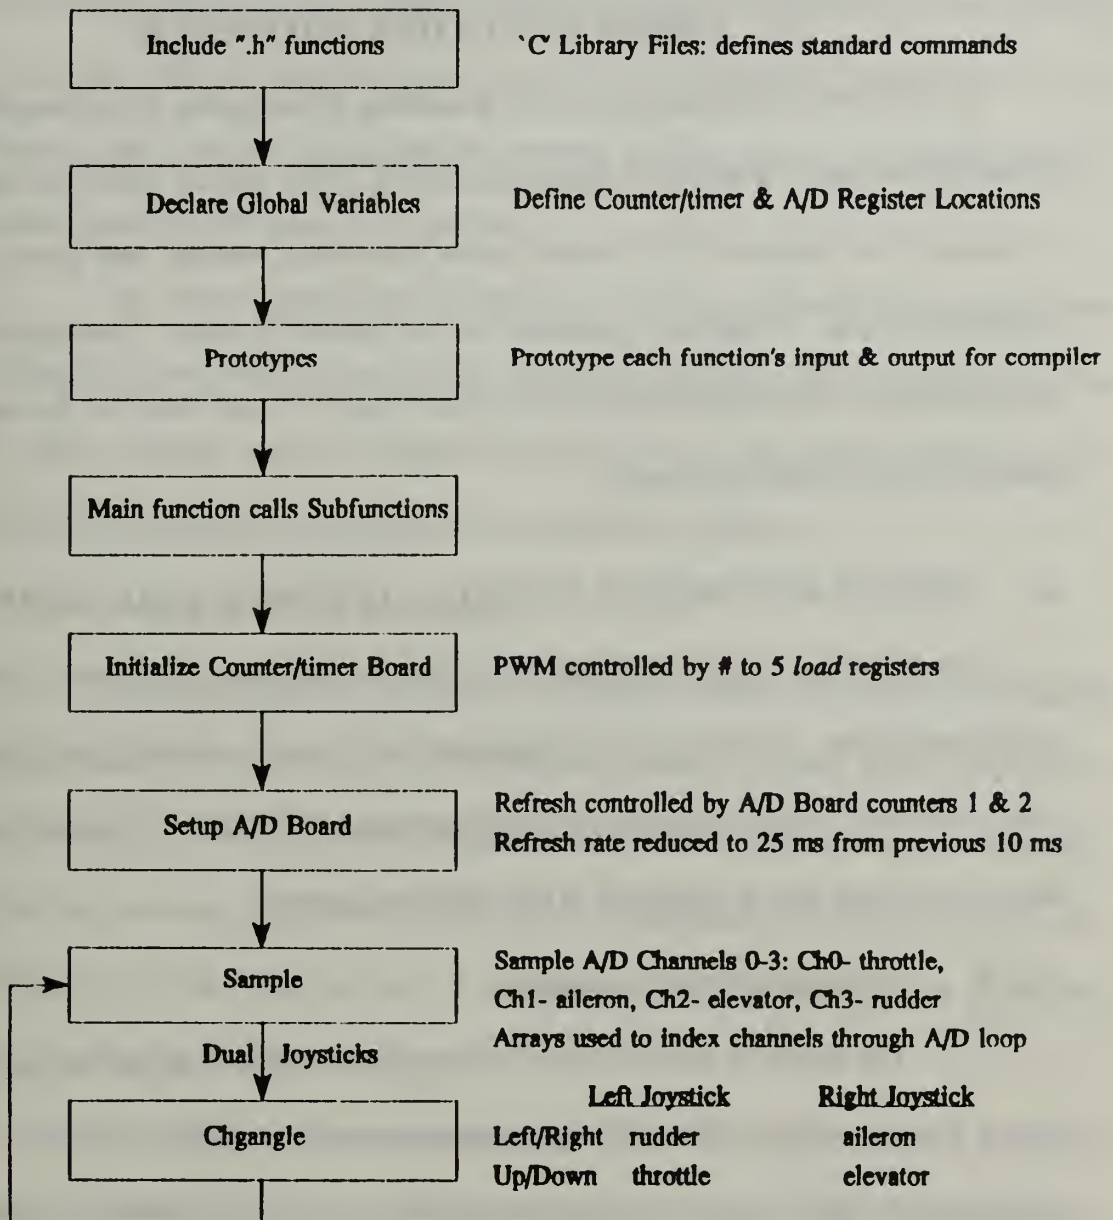 Include ".h" functions
`C' Library Files: defines standard commands
Declare Global Variables
Define Counter/timer & A/D Register Locations
Prototypes
Prototype each function's input & output for compiler
Main function calls Subfunctions
Initialize Counter/timer Board
PWM controlled by # to 5 load registers
Setup A/D Board
Refresh controlled by A/D Board counters 1 & 2
Refresh rate reduced to 25 ms from previous 10 ms
Sample
Sample A/D Channels 0-3: Ch0- throttle,
Ch1- aileron, Ch2- elevator, Ch3- rudder
Arrays used to index channels through A/D loop
Dual Joysticks
Chgangle
Left Joystick Right Joystick
Left/Right rudder aileron
Up/Down throttle elevator